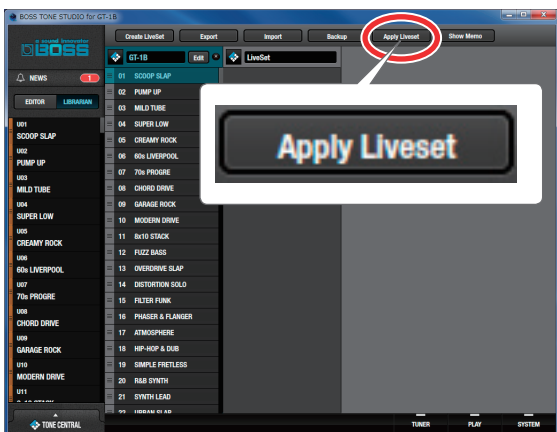 BOSS TONE STUDIO for GT-1B
Create LiveSet Export Import Backup Apply Liveset Show Memo
a sound innovator
BOSS
GT-1B Edit LiveSet
NEWS 1
EDITOR LIBRARIAN
U01
SCOOP SLAP
U02
PUMP UP
U03
MILD TUBE
U04
SUPER LOW
U05
CREAMY ROCK
U06
60s LIVERPOOL
U07
70s PROGRE
U08
CHORD DRIVE
U09
GARAGE ROCK
U10
MODERN DRIVE
U11
01 SCOOP SLAP
02 PUMP UP
03 MILD TUBE
04 SUPER LOW
05 CREAMY ROCK
06 60s LIVERPOOL
07 70s PROGRE
08 CHORD DRIVE
09 GARAGE ROCK
10 MODERN DRIVE
11 8x10 STACK
12 FUZZ BASS
13 OVERDRIVE SLAP
14 DISTORTION SOLO
15 FILTER FUNK
16 PHASER & FLANGER
17 ATMOSPHERE
18 HIP-HOP & DUB
19 SIMPLE FRETLESS
20 R&B SYNTH
21 SYNTH LEAD
22 URBAN SLAP
Apply Liveset
TONE CENTRAL
TUNER PLAY SYSTEM